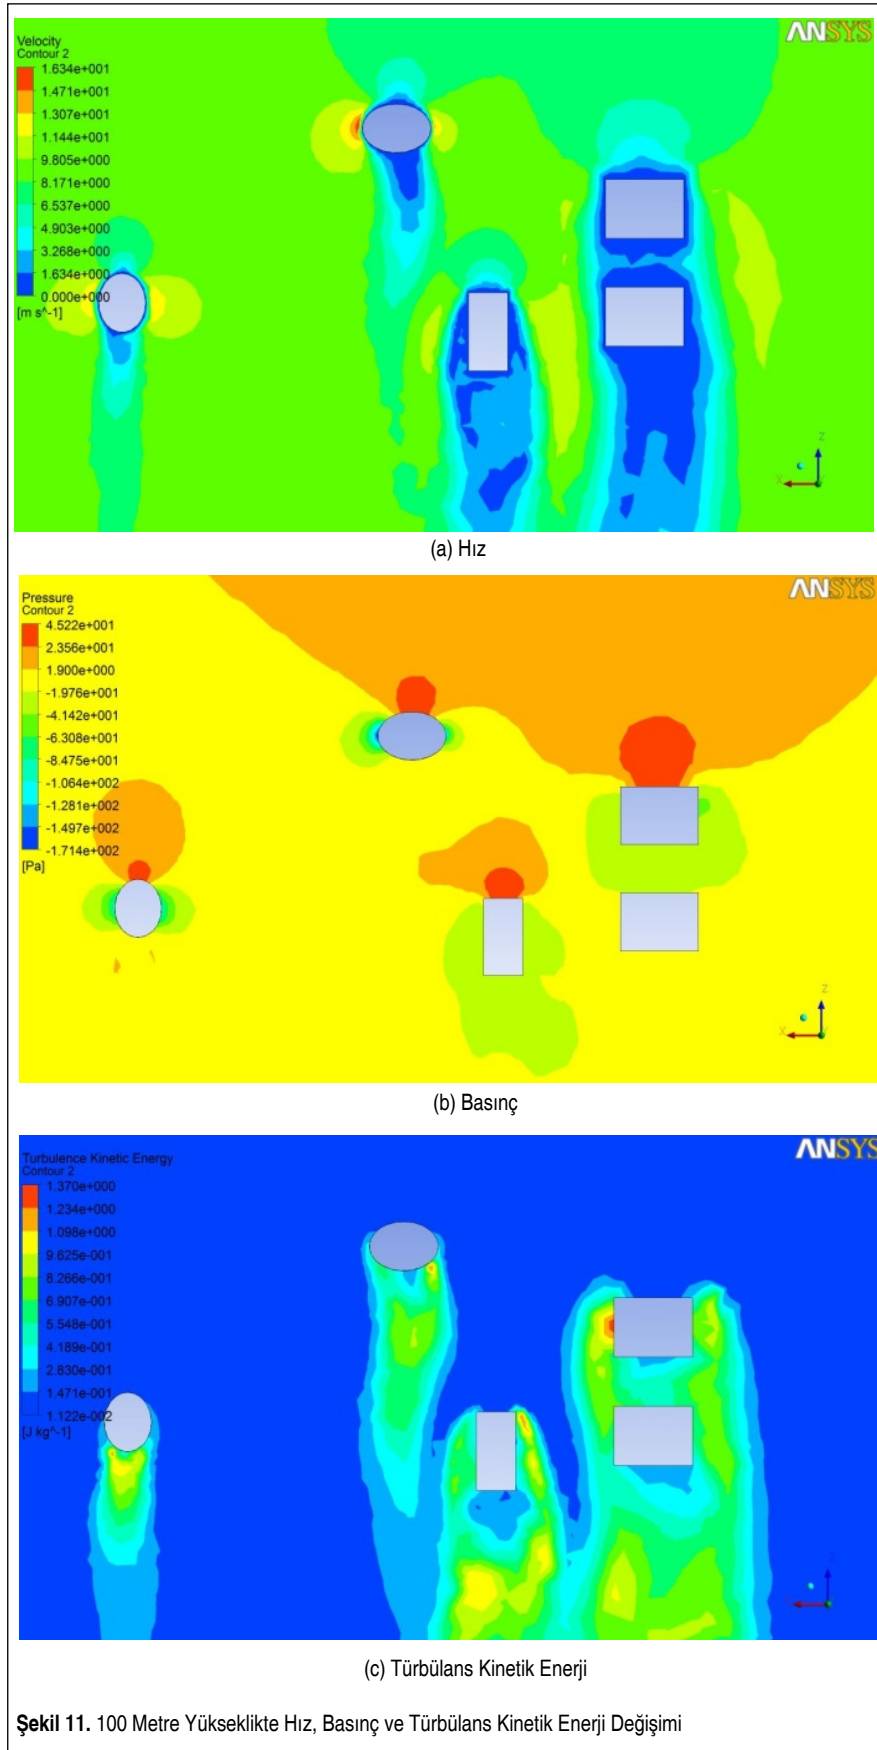 ANSYS
Velocity
Contour 2
1.634e+001
1.471e+001
1.307e+001
1.144e+001
9.805e+000
8.171e+000
6.537e+000
4.903e+000
3.268e+000
1.634e+000
0.000e+000
[m s^-1]
Z
X
(a) Hız
ANSYS
Pressure
Contour 2
4.522e+001
2.356e+001
1.900e+000
-1.976e+001
-4.142e+001
-6.308e+001
-8.475e+001
-1.064e+002
-1.281e+002
-1.497e+002
-1.714e+002
[Pa]
Z
X
(b) Basınç
ANSYS
Turbulence Kinetic Energy
Contour 2
1.370e+000
1.234e+000
1.098e+000
9.625e-001
8.266e-001
6.907e-001
5.548e-001
4.189e-001
2.830e-001
1.471e-001
1.122e-002
[J kg^-1]
(c) Türbülans Kinetik Enerji
Şekil 11. 100 Metre Yükseklikte Hız, Basınç ve Türbülans Kinetik Enerji Değişimi